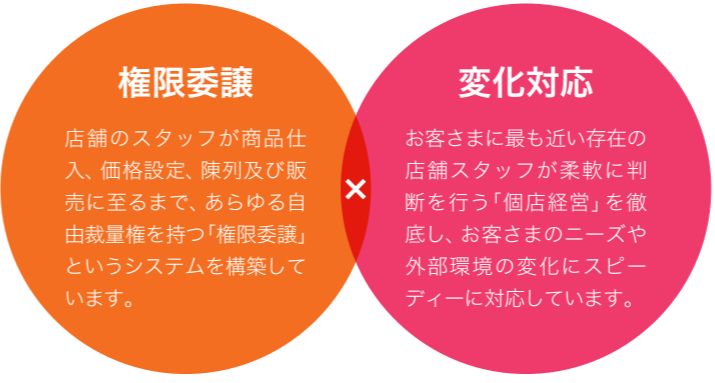 権限委譲
店舗のスタッフが商品仕
入、価格設定、陳列及び販
売に至るまで、あらゆる自
由裁量権を持つ「権限委譲」
というシステムを構築して
います。
×
変化対応
お客さまに最も近い存在の
店舗スタッフが柔軟に判
断を行う「個店経営」を徹
底し、お客さまのニーズや
外部環境の変化にスピー
ディーに対応しています。